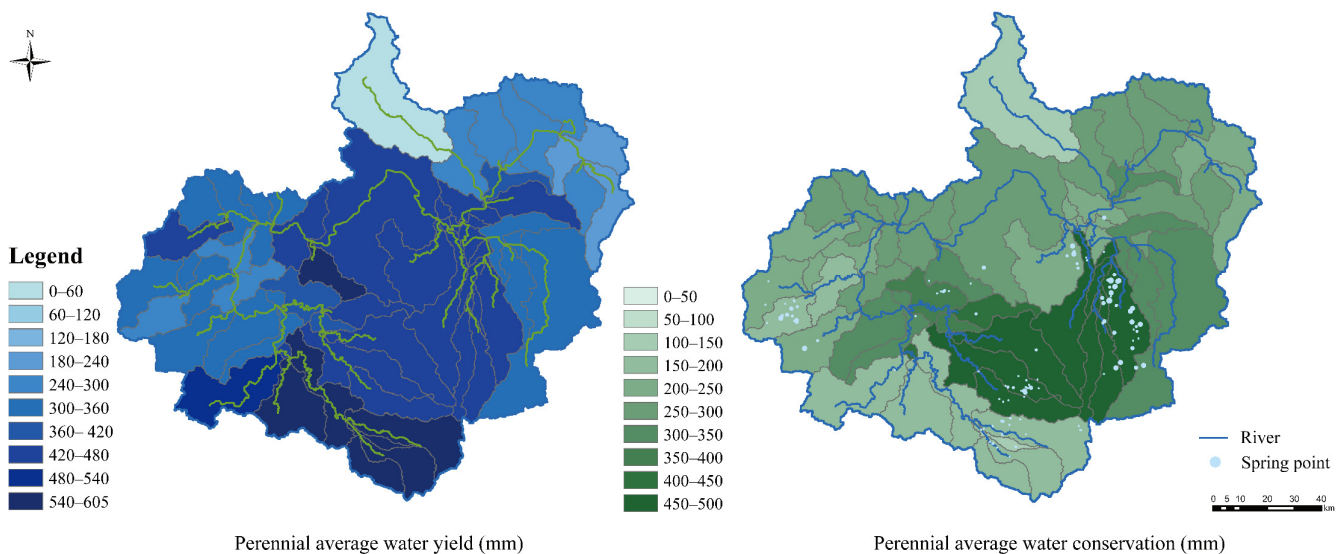 N
Legend
0–60
60–120
120–180
180–240
240–300
300–360
360– 420
420–480
480–540
540–605
Perennial average water yield (mm)
0–50
50–100
100–150
150–200
200–250
250–300
300–350
350–400
400–450
450–500
River
Spring point
0 5 10 20 30 40
km
Perennial average water conservation (mm)